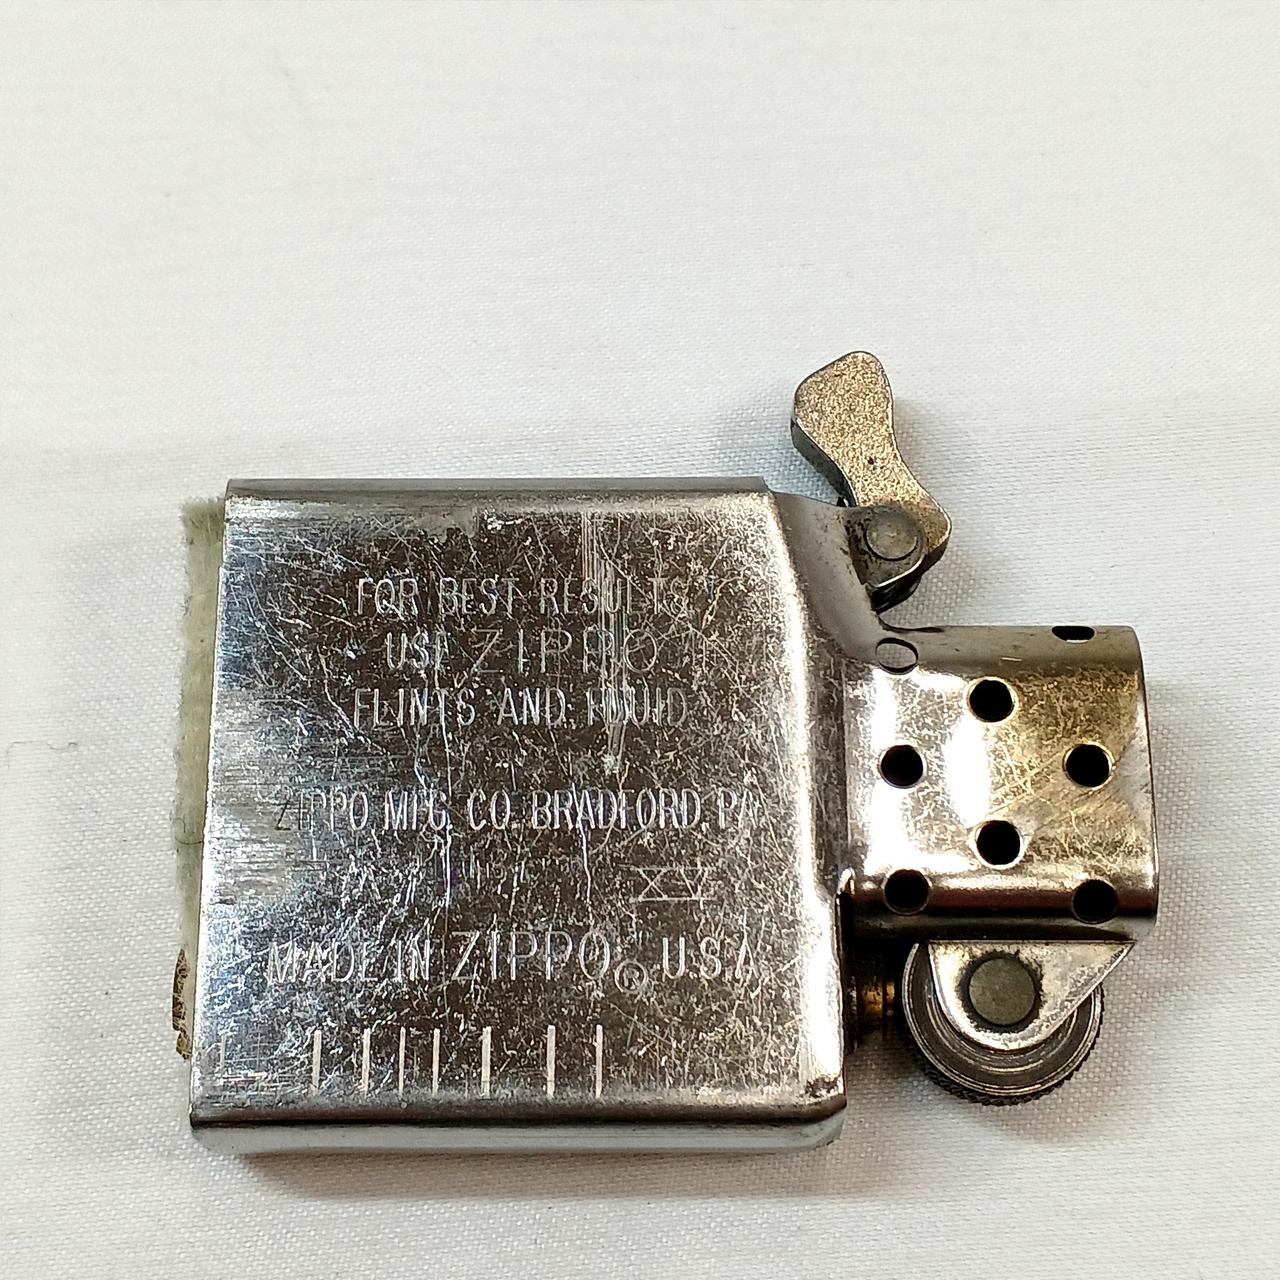 FOR BEST RESULTS
USE ZIPPO
FLINTS AND FLUID
ZIPPO MFG. CO. BRADFORD, PA
XV
MADE IN ZIPPO ® U.S.A.